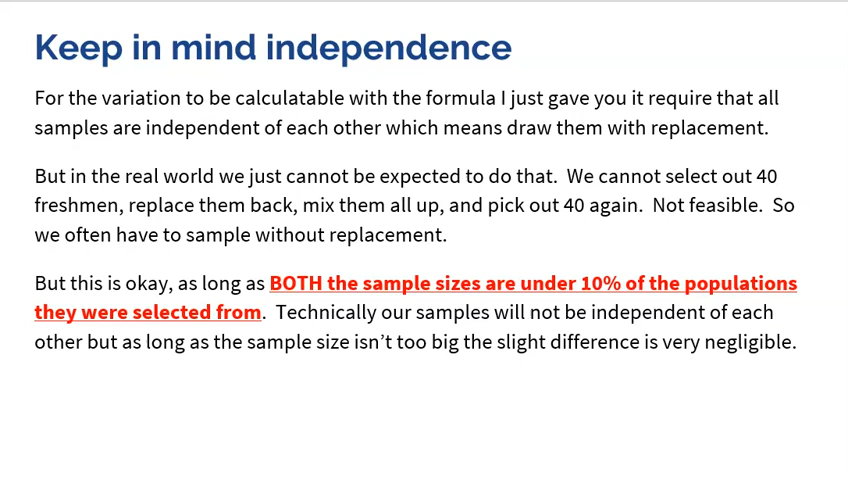 Keep in mind independence
For the variation to be calculatable with the formula I just gave you it require that all
samples are independent of each other which means draw them with replacement.
But in the real world we just cannot be expected to do that.  We cannot select out 40
freshmen, replace them back, mix them all up, and pick out 40 again.  Not feasible.  So
we often have to sample without replacement.
But this is okay, as long as BOTH the sample sizes are under 10% of the populations
they were selected from.  Technically our samples will not be independent of each
other but as long as the sample size isn’t too big the slight difference is very negligible.